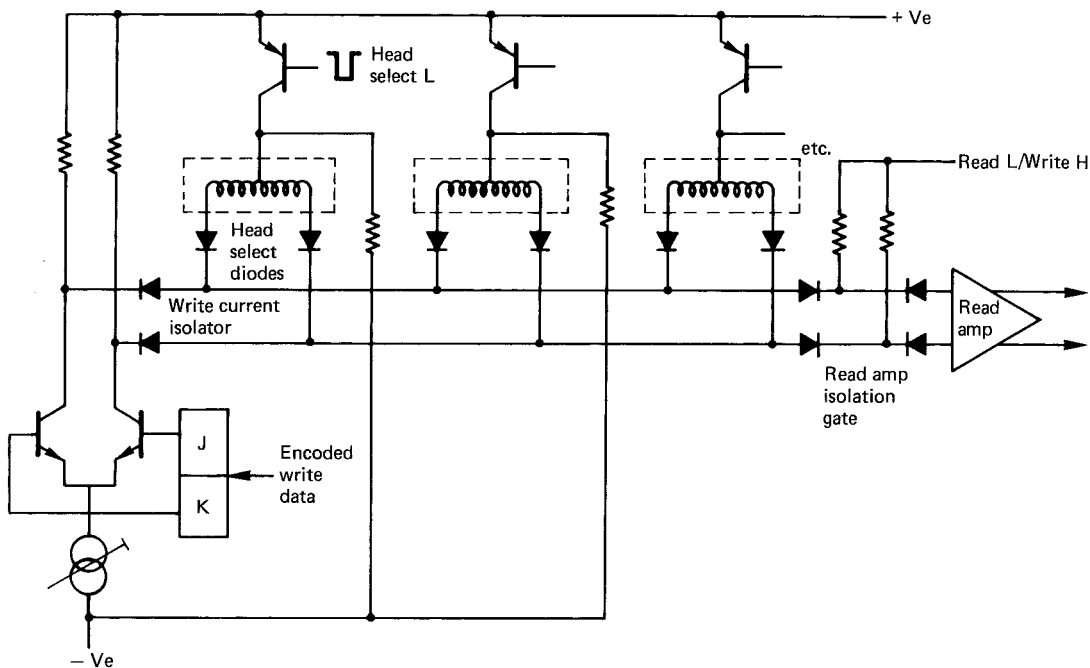 + Ve
Head
select L
etc.
Read L/Write H
Head
select
diodes
Write current
isolator
Read
amp
Read amp
isolation
gate
J
Encoded
write
data
K
– Ve